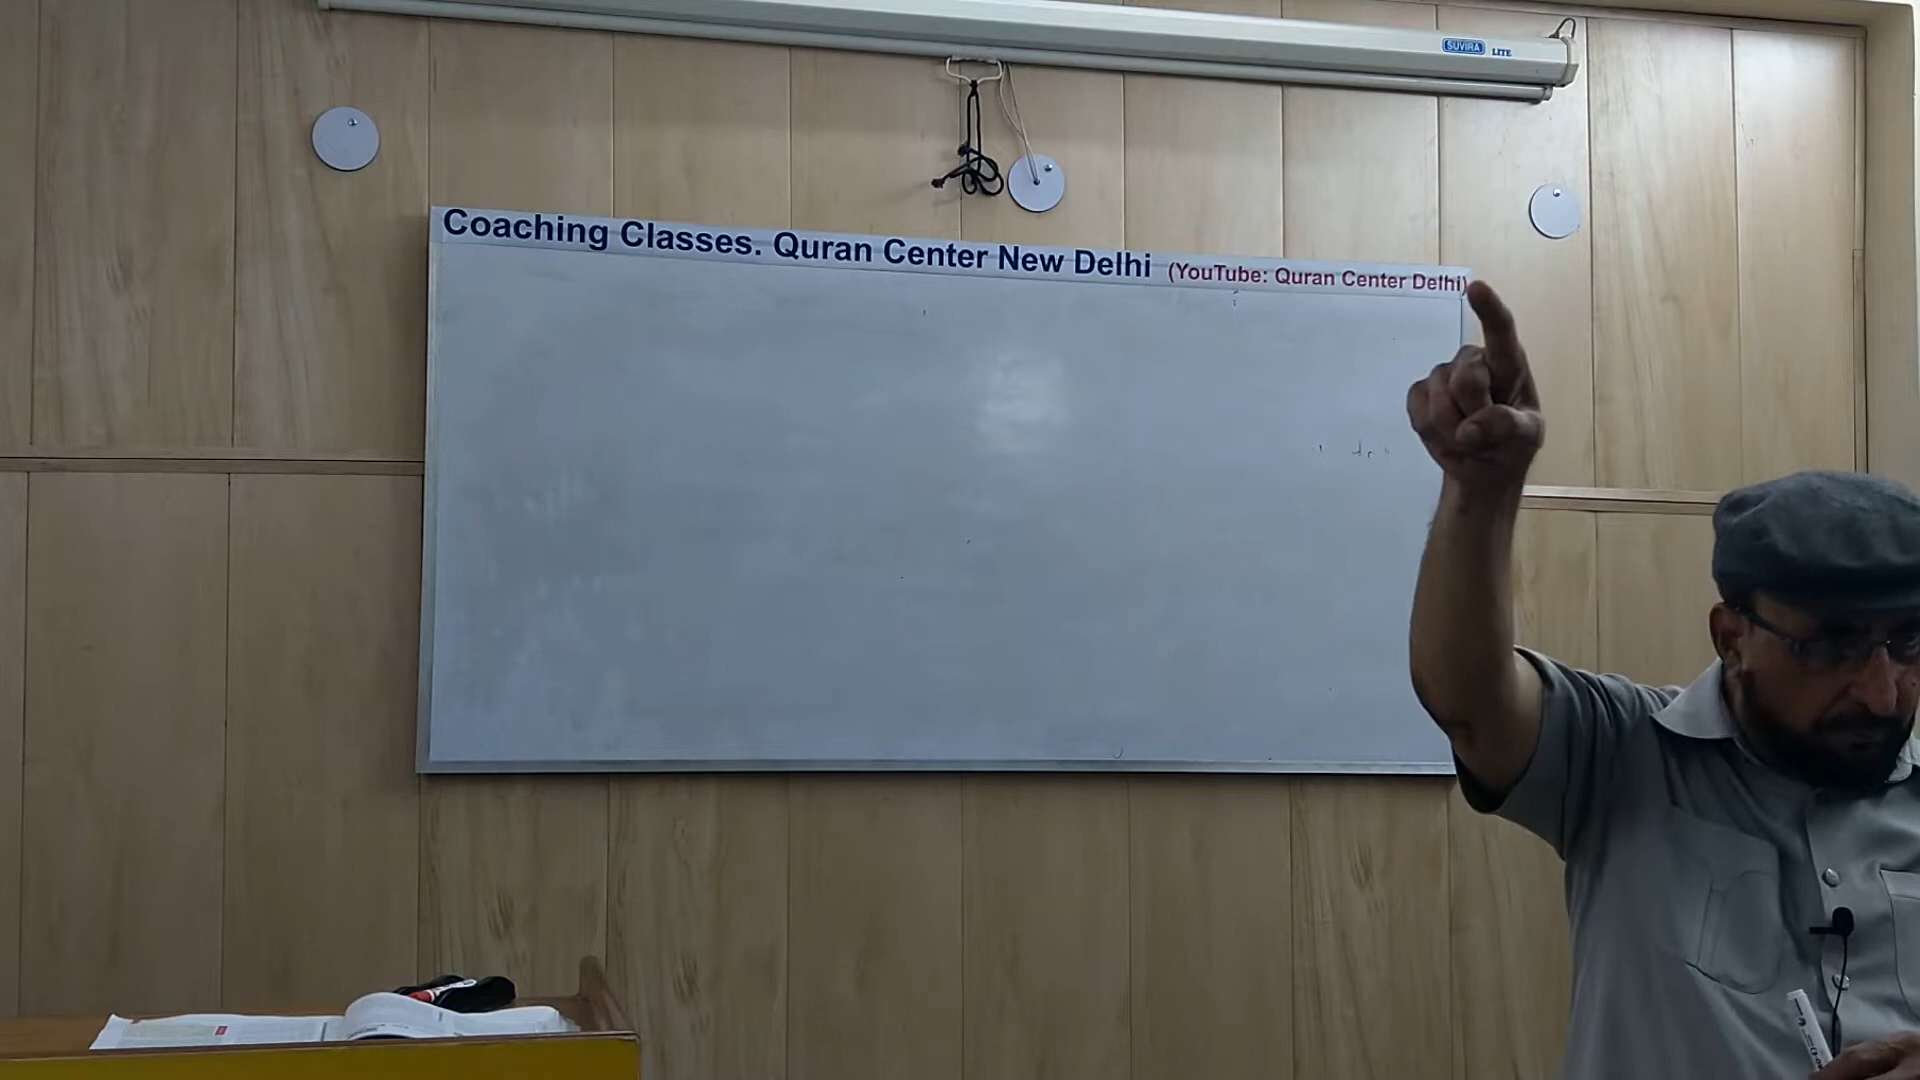 SUVIRA LITE
Coaching Classes. Quran Center New Delhi (YouTube: Quran Center Delhi)